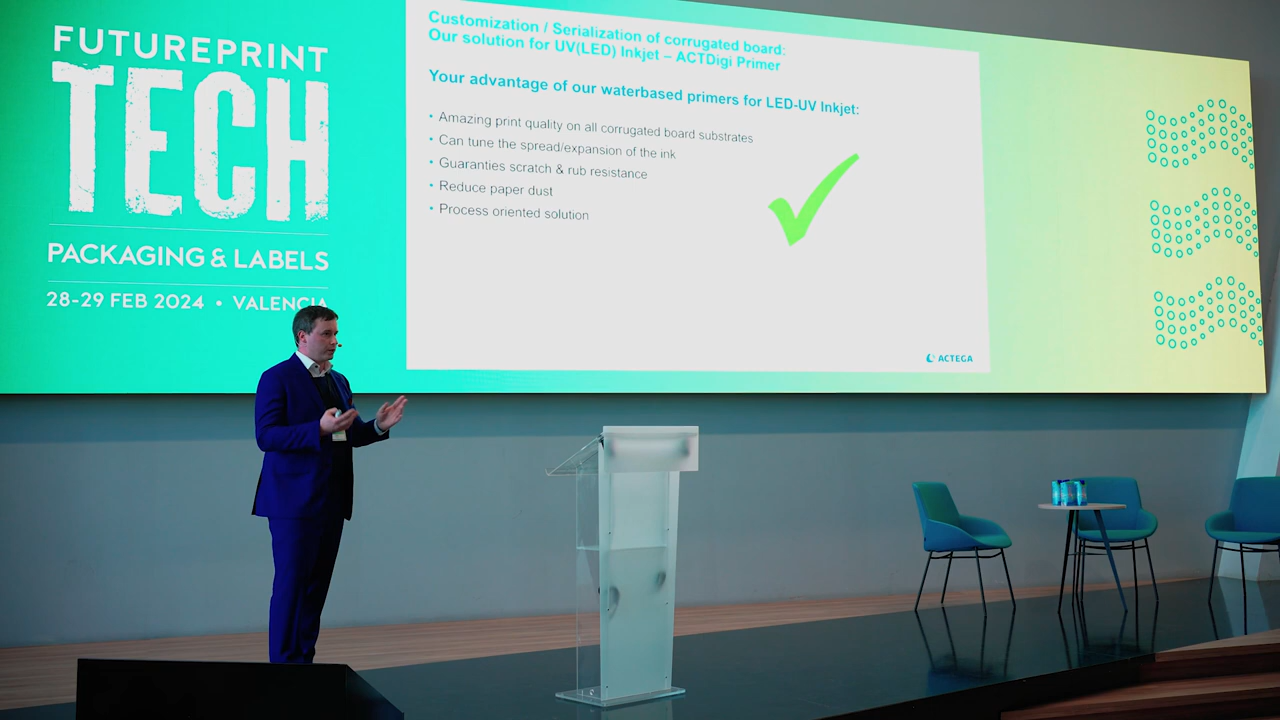 FUTUREPRINT
TECH
PACKAGING & LABELS
28-29 FEB 2024 • VALENCIA
Customization / Serialization of corrugated board:
Our solution for UV(LED) Inkjet – ACTDigi Primer
Your advantage of our waterbased primers for LED-UV Inkjet:
• Amazing print quality on all corrugated board substrates
• Can tune the spread/expansion of the ink
• Guaranties scratch & rub resistance
• Reduce paper dust
• Process oriented solution
ACTEGA